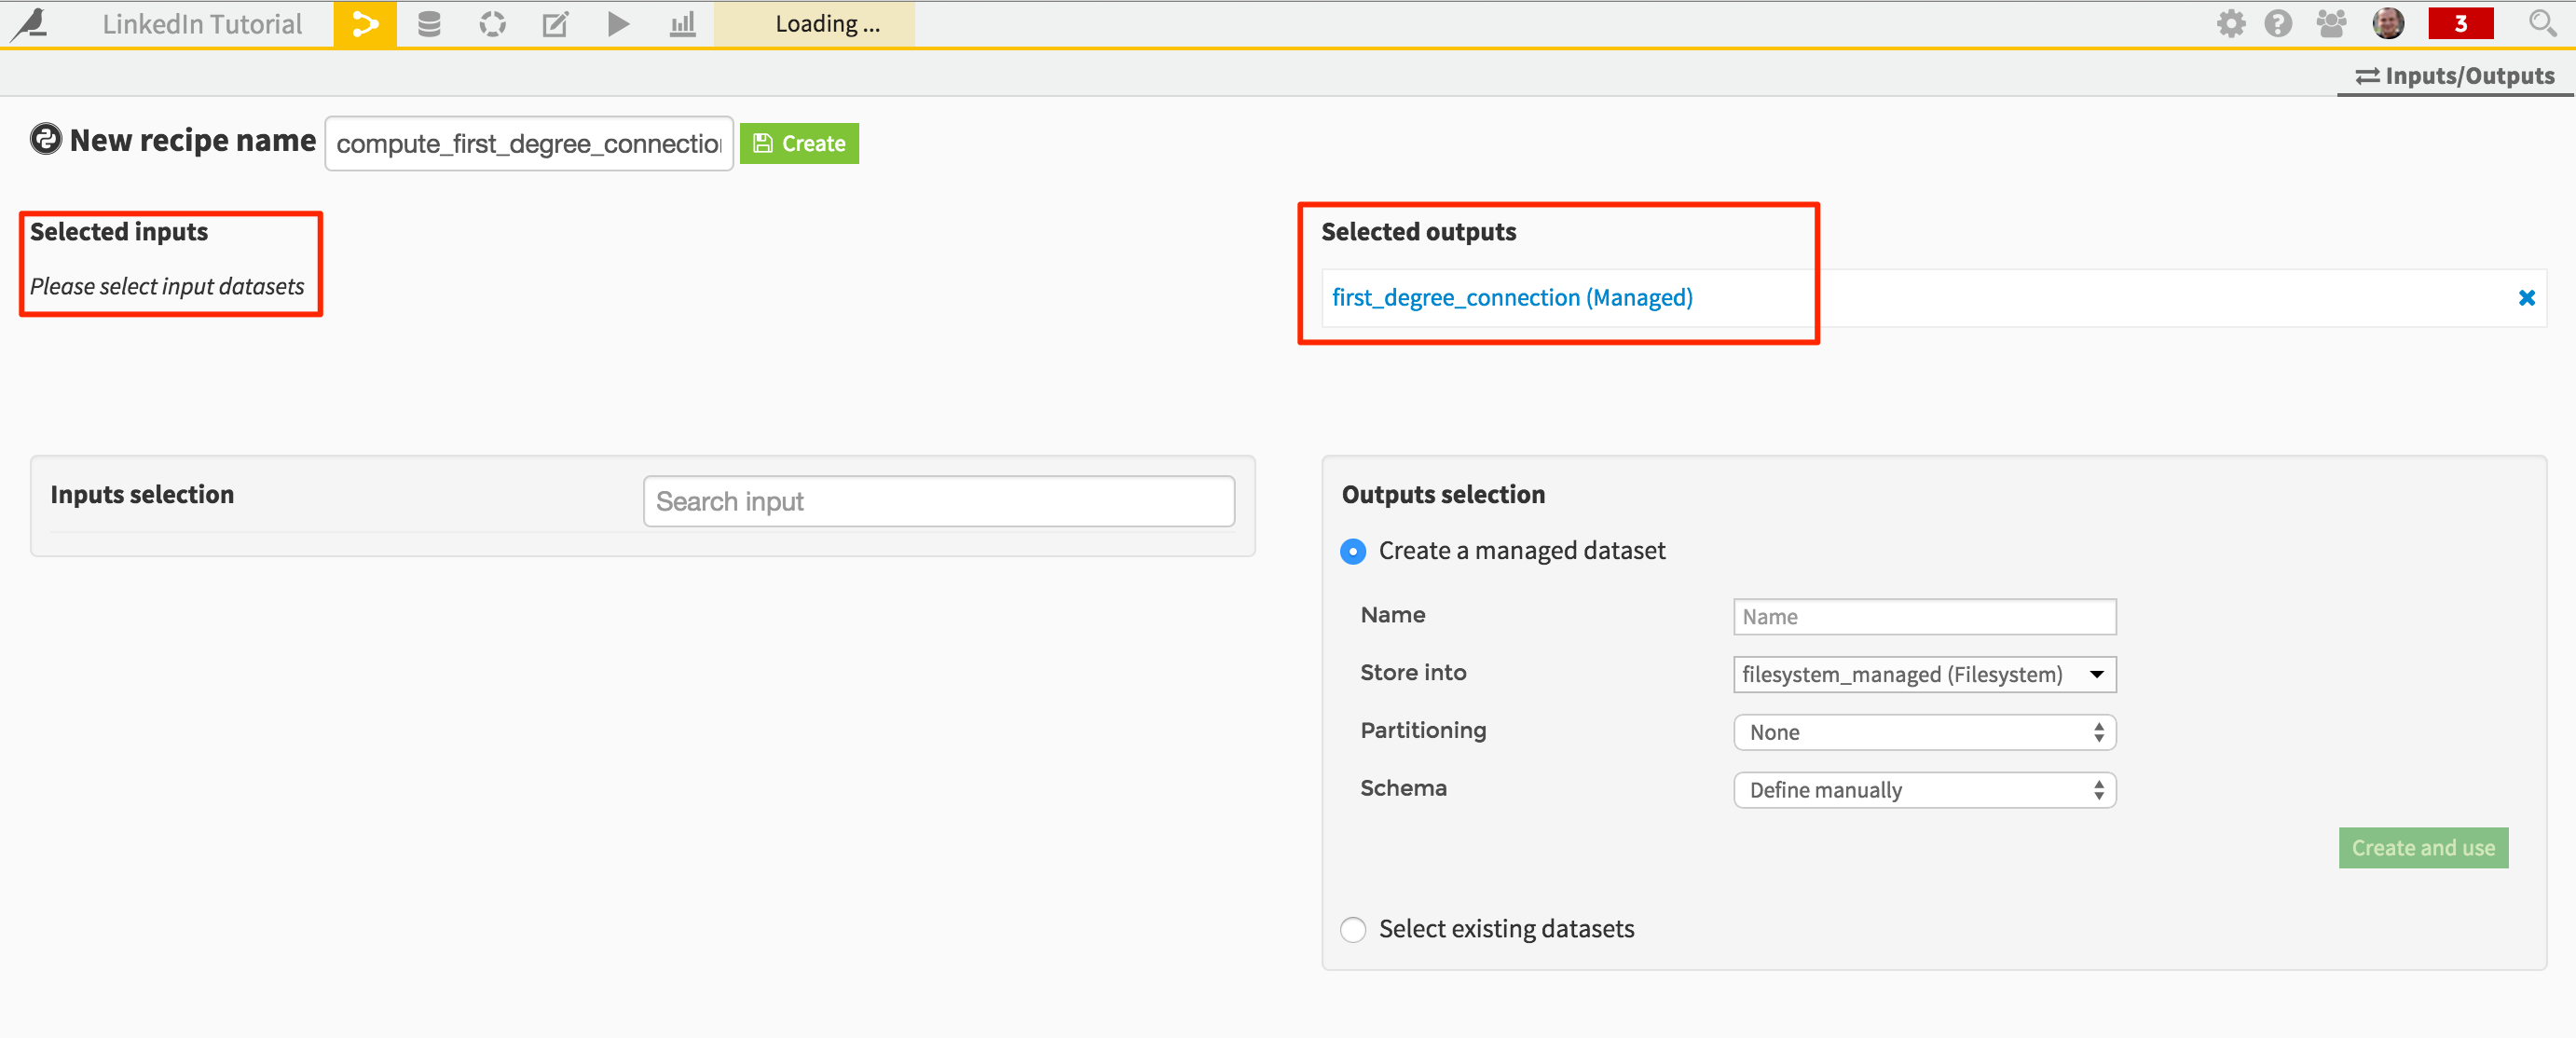 LinkedIn Tutorial
Loading ...
3
Inputs/Outputs
New recipe name
compute_first_degree_connection
Create
Selected inputs
Please select input datasets
Selected outputs
first_degree_connection (Managed)
Inputs selection
Search input
Outputs selection
Create a managed dataset
Name
Name
Store into
filesystem_managed (Filesystem)
Partitioning
None
Schema
Define manually
Create and use
Select existing datasets